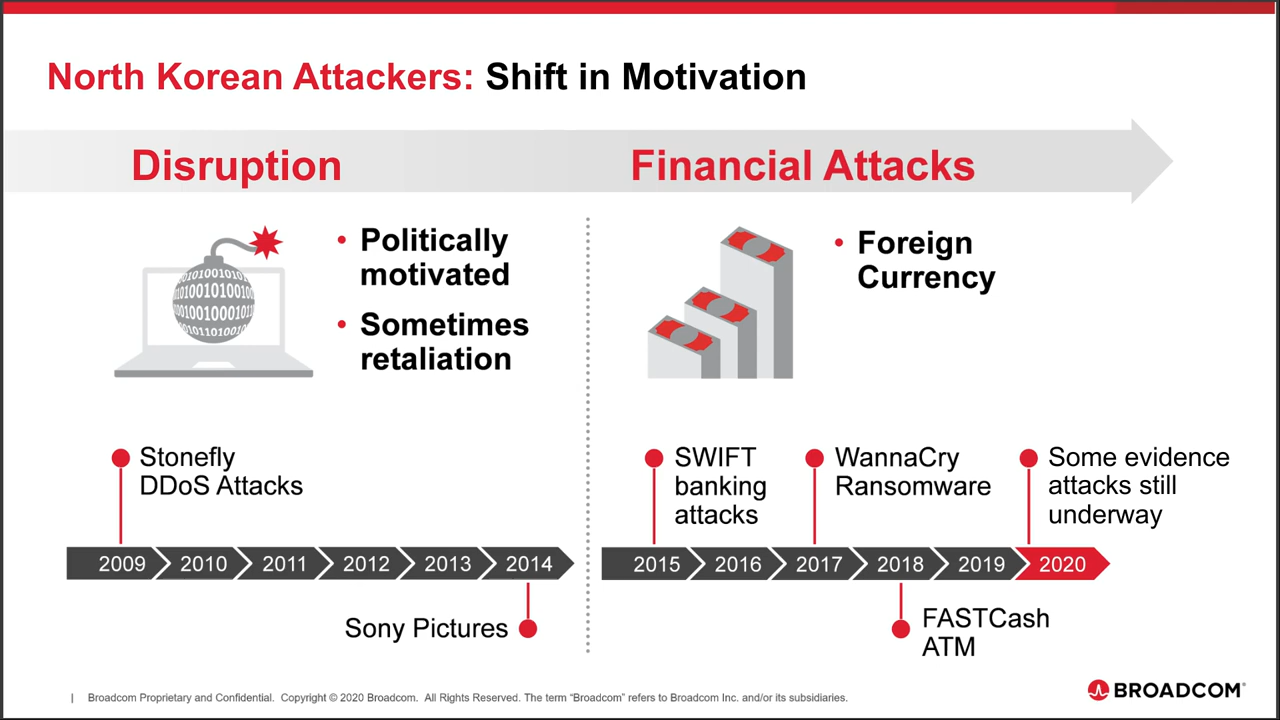 North Korean Attackers: Shift in Motivation
Disruption
Financial Attacks
• Politically
motivated
• Sometimes
retaliation
• Foreign
Currency
Stonefly
DDoS Attacks
SWIFT
banking
attacks
WannaCry
Ransomware
Some evidence
attacks still
underway
2009 2010 2011 2012 2013 2014
2015 2016 2017 2018 2019 2020
Sony Pictures
FASTCash
ATM
| Broadcom Proprietary and Confidential. Copyright © 2020 Broadcom. All Rights Reserved. The term “Broadcom” refers to Broadcom Inc. and/or its subsidiaries.
BROADCOM®